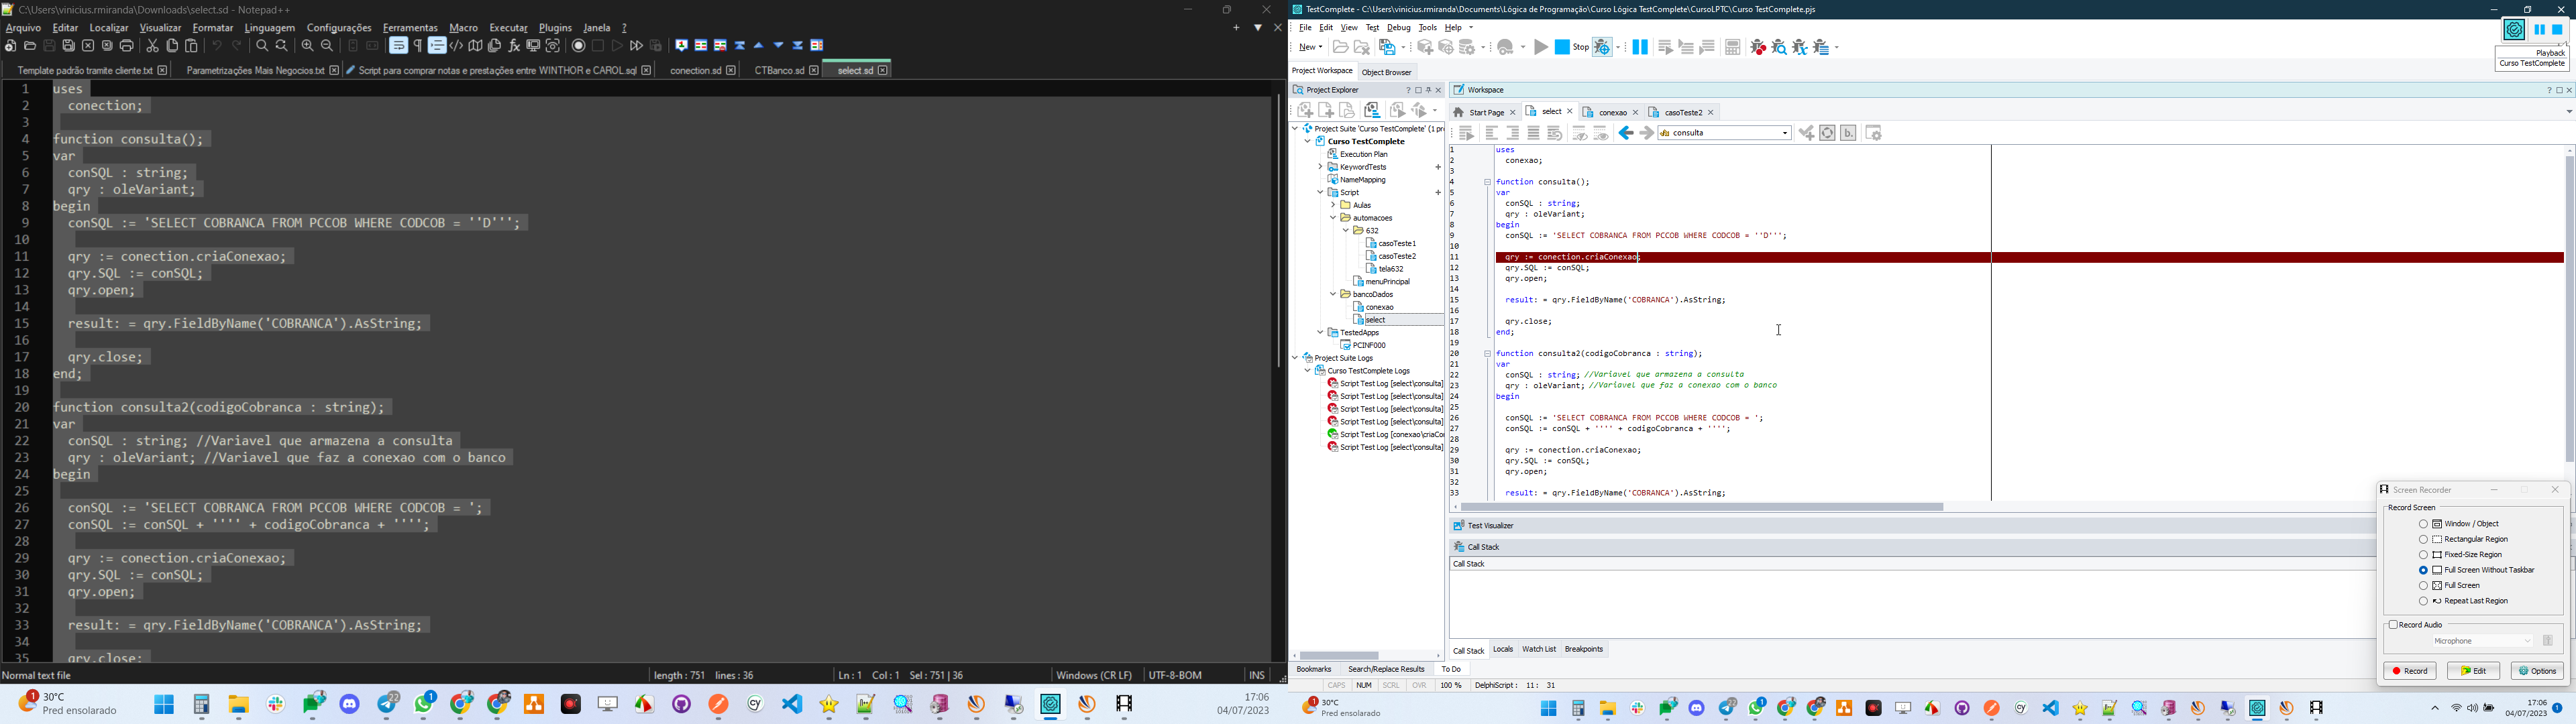 C:\Users\vinicius.rmiranda\Downloads\select.sd - Notepad++
Arquivo Editar Localizar Visualizar Formatar Linguagem Configurações Ferramentas Macro Executar Plugins Janela ?
Template padrão tramite cliente.txt Parametrizações Mais Negocios.txt Script para comprar notas e prestações entre WINTHOR e CAROL.sql conection.sd CTBanco.sd select.sd
1 uses
2 conection;
3
4 function consulta();
5 var
6 conSQL : string;
7 qry : oleVariant;
8 begin
9 conSQL := 'SELECT COBRANCA FROM PCCOB WHERE CODCOB = ''D''';
10
11 qry := conection.criaConexao;
12 qry.SQL := conSQL;
13 qry.open;
14
15 result: = qry.FieldByName('COBRANCA').AsString;
16
17 qry.close;
18 end;
19
20 function consulta2(codigoCobranca : string);
21 var
22 conSQL : string; //Variavel que armazena a consulta
23 qry : oleVariant; //Variavel que faz a conexao com o banco
24 begin
25
26 conSQL := 'SELECT COBRANCA FROM PCCOB WHERE CODCOB = ';
27 conSQL := conSQL + '''' + codigoCobranca + '''';
28
29 qry := conection.criaConexao;
30 qry.SQL := conSQL;
31 qry.open;
32
33 result: = qry.FieldByName('COBRANCA').AsString;
34
35 qry.close;
Normal text file length : 751 lines : 36 Ln : 1 Col : 1 Sel : 751 | 36 Windows (CR LF) UTF-8-BOM INS
30°C
Pred ensolarado
17:06
04/07/2023
TestComplete - C:\Users\vinicius.rmiranda\Documents\Lógica de Programação\Curso Lógica TestComplete\CursoLPTC\Curso TestComplete.pjs
File Edit View Test Debug Tools Help
New Stop
Playback
Curso TestComplete
Project Workspace Object Browser
Project Explorer
Project Suite 'Curso TestComplete' (1 pr
Curso TestComplete
Execution Plan
KeywordTests
NameMapping
Script
Aulas
automacoes
632
casoTeste1
casoTeste2
tela632
menuPrincipal
bancoDados
conexao
select
TestedApps
PCINF000
Project Suite Logs
Curso TestComplete Logs
Script Test Log [select\consulta]
Script Test Log [select\consulta]
Script Test Log [select\consulta]
Script Test Log [select\consulta]
Script Test Log [conexao\criaCo
Script Test Log [select\consulta]
Bookmarks Search/Replace Results To Do
Workspace
Start Page select conexao casoTeste2
consulta
1 uses
2 conexao;
3
4 function consulta();
5 var
6 conSQL : string;
7 qry : oleVariant;
8 begin
9 conSQL := 'SELECT COBRANCA FROM PCCOB WHERE CODCOB = ''D''';
10
11 qry := conection.criaConexao;
12 qry.SQL := conSQL;
13 qry.open;
14
15 result: = qry.FieldByName('COBRANCA').AsString;
16
17 qry.close;
18 end;
19
20 function consulta2(codigoCobranca : string);
21 var
22 conSQL : string; //Variavel que armazena a consulta
23 qry : oleVariant; //Variavel que faz a conexao com o banco
24 begin
25
26 conSQL := 'SELECT COBRANCA FROM PCCOB WHERE CODCOB = ';
27 conSQL := conSQL + '''' + codigoCobranca + '''';
28
29 qry := conection.criaConexao;
30 qry.SQL := conSQL;
31 qry.open;
32
33 result: = qry.FieldByName('COBRANCA').AsString;
Test Visualizer
Call Stack
Call Stack
Call Stack Locals Watch List Breakpoints
CAPS NUM SCRL OVR 100 % DelphiScript : 11: 31
Screen Recorder
Record Screen
Window / Object
Rectangular Region
Fixed-Size Region
Full Screen Without Taskbar
Full Screen
Repeat Last Region
Record Audio
Microphone
Record Edit Options
30°C
Pred ensolarado
17:06
04/07/2023